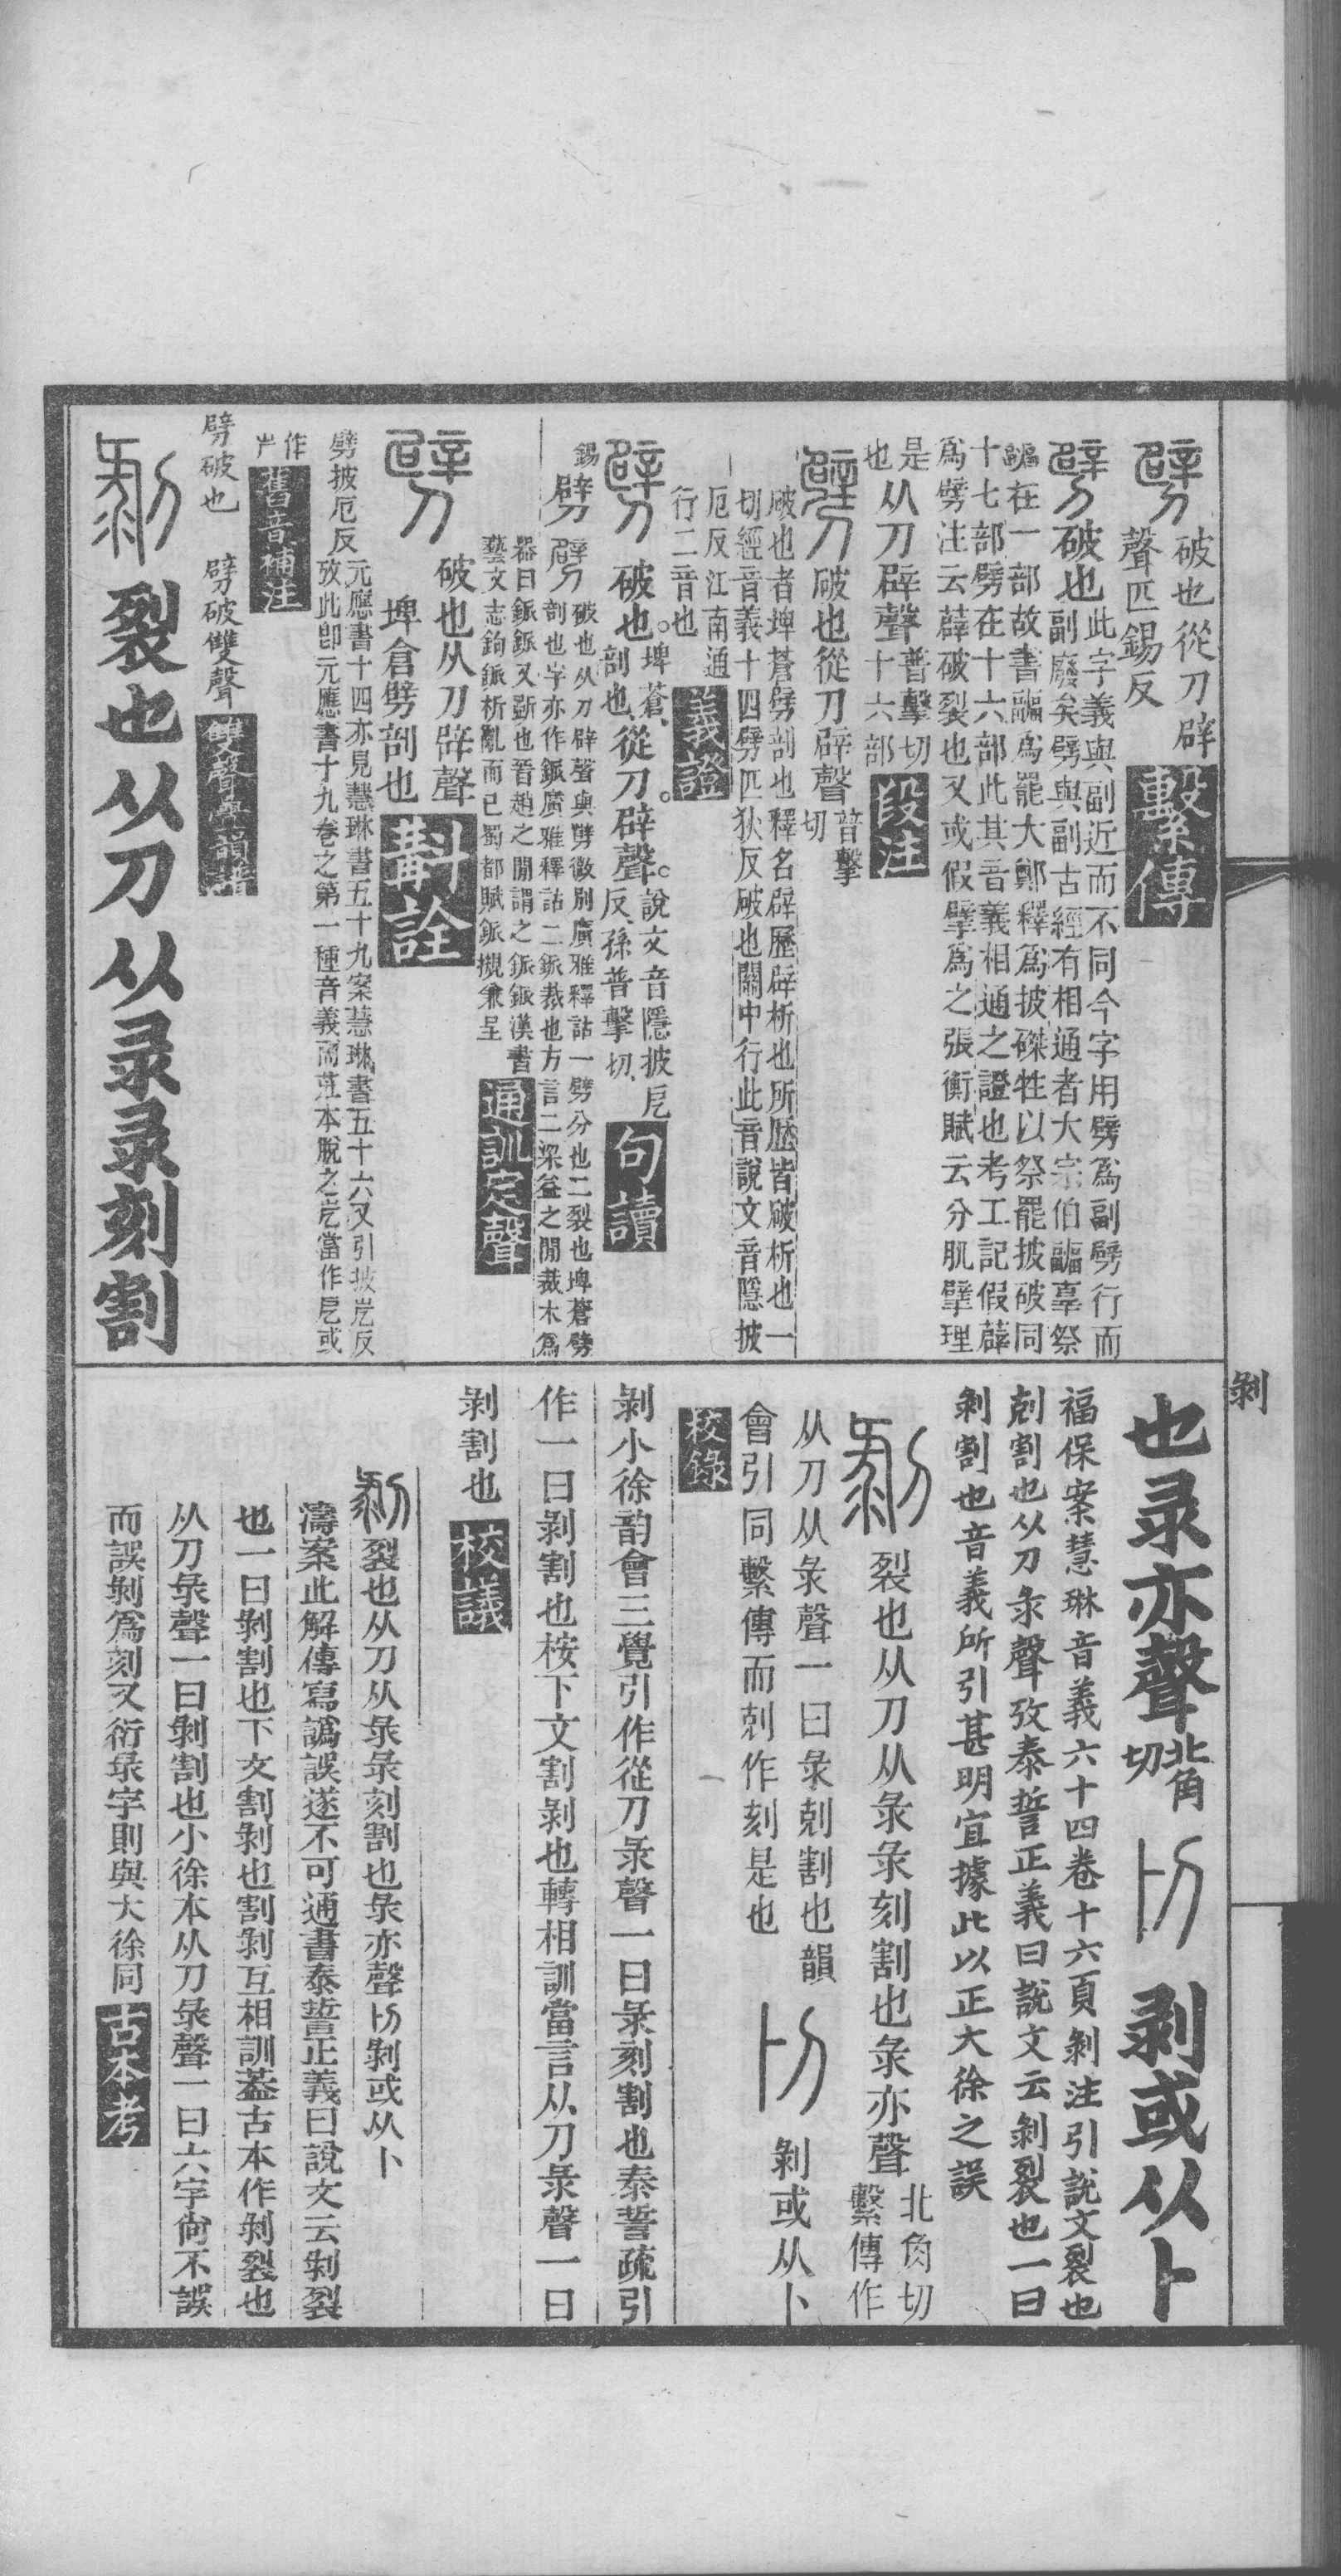 劈
破也從刀辟
聲匹錫反
繫傳
劈
破也
此字義與副近而不同今字用劈爲副劈行而
副廢矣劈與副古經有相通者大宗伯疈辜祭
疈在一部故書疈爲罷大鄭釋爲披磔牲以祭罷披破同
十七部劈在十六部此其音義相通之證也考工記假薜
爲劈注云薜破裂也又或假擘爲之張衡賦云分肌擘理
是
也
从刀辟聲
普擊切
十六部
段注
劈
破也從刀辟聲
普擊
切
破也者埤蒼劈剖也釋名辟歷辟析也所歷皆破析也一
切經音義十四劈匹狄反破也關中行此音說文音隱披
厄反江南通
行二音也
義證
劈
破也。
埤蒼、
剖也、
從刀。辟聲。
說文音隱披戹
反、孫普擊切、
句讀
錫劈
劈
破也从刀辟聲與劈微別廣雅釋詁一劈分也二裂也埤蒼劈
剖也字亦作鈲廣雅釋詁二鈲裁也方言二梁益之閒裁木爲
器曰鈲鈲又斲也晉趙之閒謂之鈲鈲漢書
藝文志鉤鈲析亂而已蜀都賦鈲摫兼呈
通訓定聲
劈
破也从刀辟聲
埤倉劈剖也
斠詮
劈披厄反
元應書十四亦見慧琳書五十九案慧琳書五十六又引披岂反
攷此卽元應書十九卷之第一種音義而莊本脫之岂當作戹或
作
屵
舊音補注
劈破也　劈破雙聲
雙聲疊韻譜
剝
裂也从刀从彔彔刻割
也彔亦聲
北角
切
剝或从卜
福保案慧琳音義六十四卷十六頁剝注引說文裂也
剋割也从刀彔聲攷泰誓正義曰說文云剝裂也一曰
剝割也音義所引甚明宜據此以正大徐之誤
剝
裂也从刀从彔彔刻割也彔亦聲
北角切
繫傳作
从刀从彔聲一曰彔剋割也韻
會引同繫傳而剋作刻是也
剝或从卜
校錄
剝小徐韵會三覺引作從刀彔聲一曰彔刻割也泰誓疏引
作一曰剝割也桉下文割剝也轉相訓當言从刀彔聲一曰
剝割也
校議
剝
裂也从刀从彔彔刻割也彔亦聲㓟剝或从卜
濤案此解傳寫譌誤遂不可通書泰誓正義曰說文云剝裂
也一曰剝割也下文割剝也割剝互相訓葢古本作剝裂也
从刀彔聲一曰剝割也小徐本从刀彔聲一曰六字尙不誤
而誤剝爲刻又衍彔字則與大徐同
古本考
剝